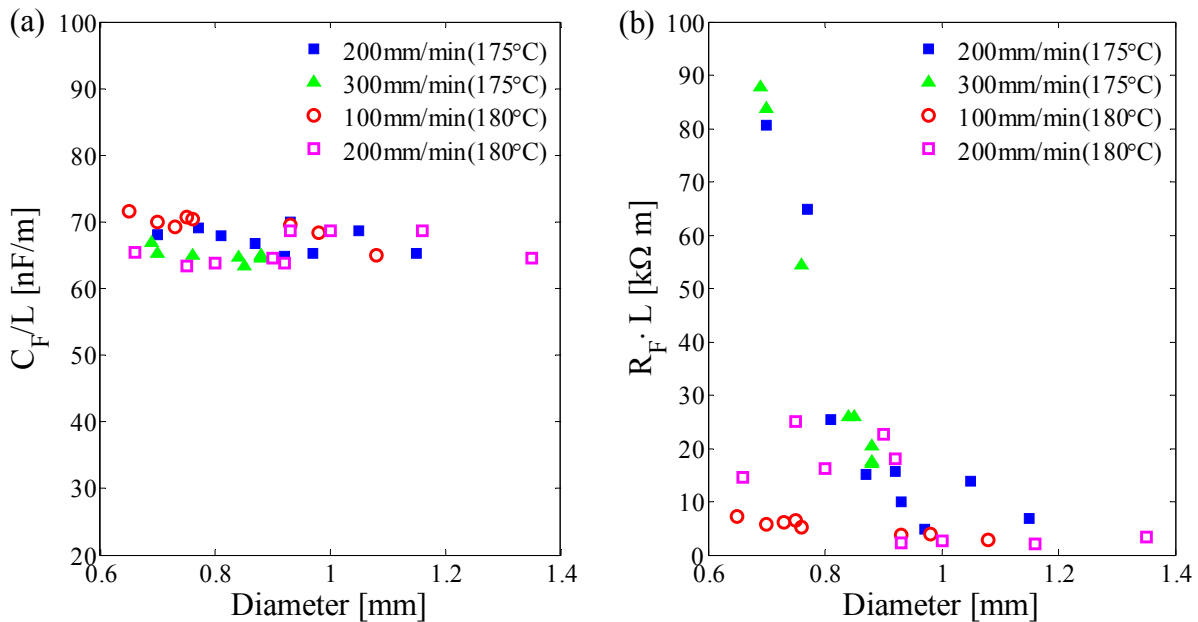 (a)
C_F/L [nF/m]
100
90
80
70
60
50
40
30
20
200mm/min(175°C)
300mm/min(175°C)
100mm/min(180°C)
200mm/min(180°C)
0.6 0.8 1 1.2 1.4
Diameter [mm]
(b)
R_F· L [kΩ m]
100
90
80
70
60
50
40
30
20
10
0
200mm/min(175°C)
300mm/min(175°C)
100mm/min(180°C)
200mm/min(180°C)
0.6 0.8 1 1.2 1.4
Diameter [mm]